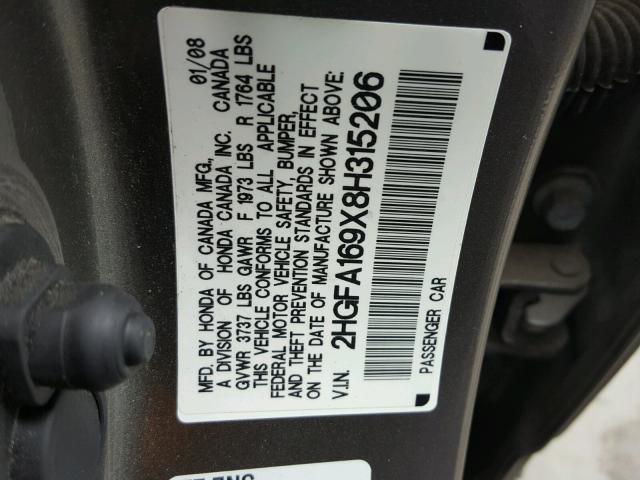 MFD. BY HONDA OF CANADA MFG., 01/08
A DIVISION OF HONDA CANADA INC. CANADA
GVWR 3737 LBS GAWR F 1973 LBS R 1764 LBS
THIS VEHICLE CONFORMS TO ALL APPLICABLE
FEDERAL MOTOR VEHICLE SAFETY, BUMPER,
AND THEFT PREVENTION STANDARDS IN EFFECT
ON THE DATE OF MANUFACTURE SHOWN ABOVE.
V.I.N. 2HGFA169X8H315206
PASSENGER CAR